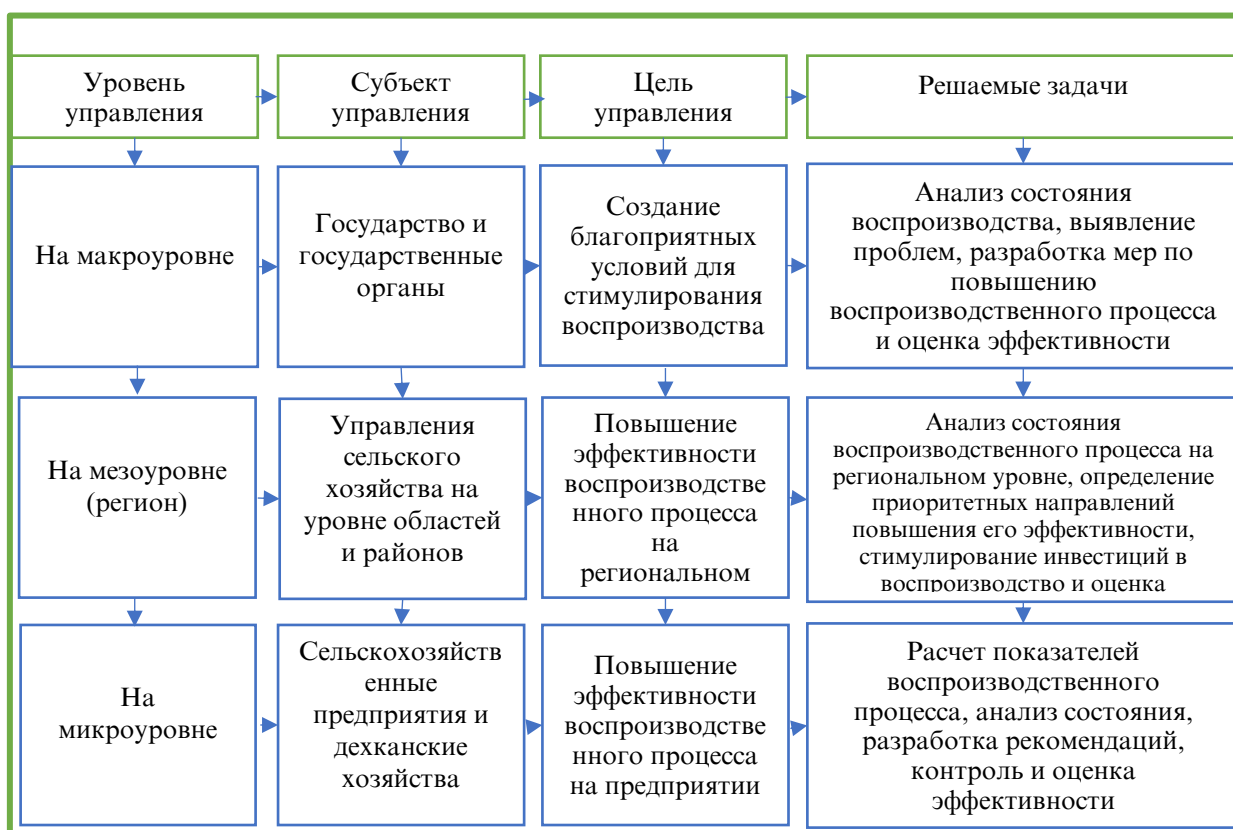 Уровень
управления
Субъект
управления
Цель
управления
Решаемые задачи
На макроуровне
Государство и
государственные
органы
Создание
благоприятных
условий для
стимулирования
воспроизводства
Анализ состояния
воспроизводства, выявление
проблем, разработка мер по
повышению
воспроизводственного процесса
и оценка эффективности
На мезоуровне
(регион)
Управления
сельского
хозяйства на
уровне областей
и районов
Повышение
эффективности
воспроизводстве
нного процесса
на
региональном
Анализ состояния
воспроизводственного процесса на
региональном уровне, определение
приоритетных направлений
повышения его эффективности,
стимулирование инвестиций в
воспроизводство и оценка
На
микроуровне
Сельскохозяйств
енные
предприятия и
дехканские
хозяйства
Повышение
эффективности
воспроизводстве
нного процесса
на предприятии
Расчет показателей
воспроизводственного
процесса, анализ состояния,
разработка рекомендаций,
контроль и оценка
эффективности